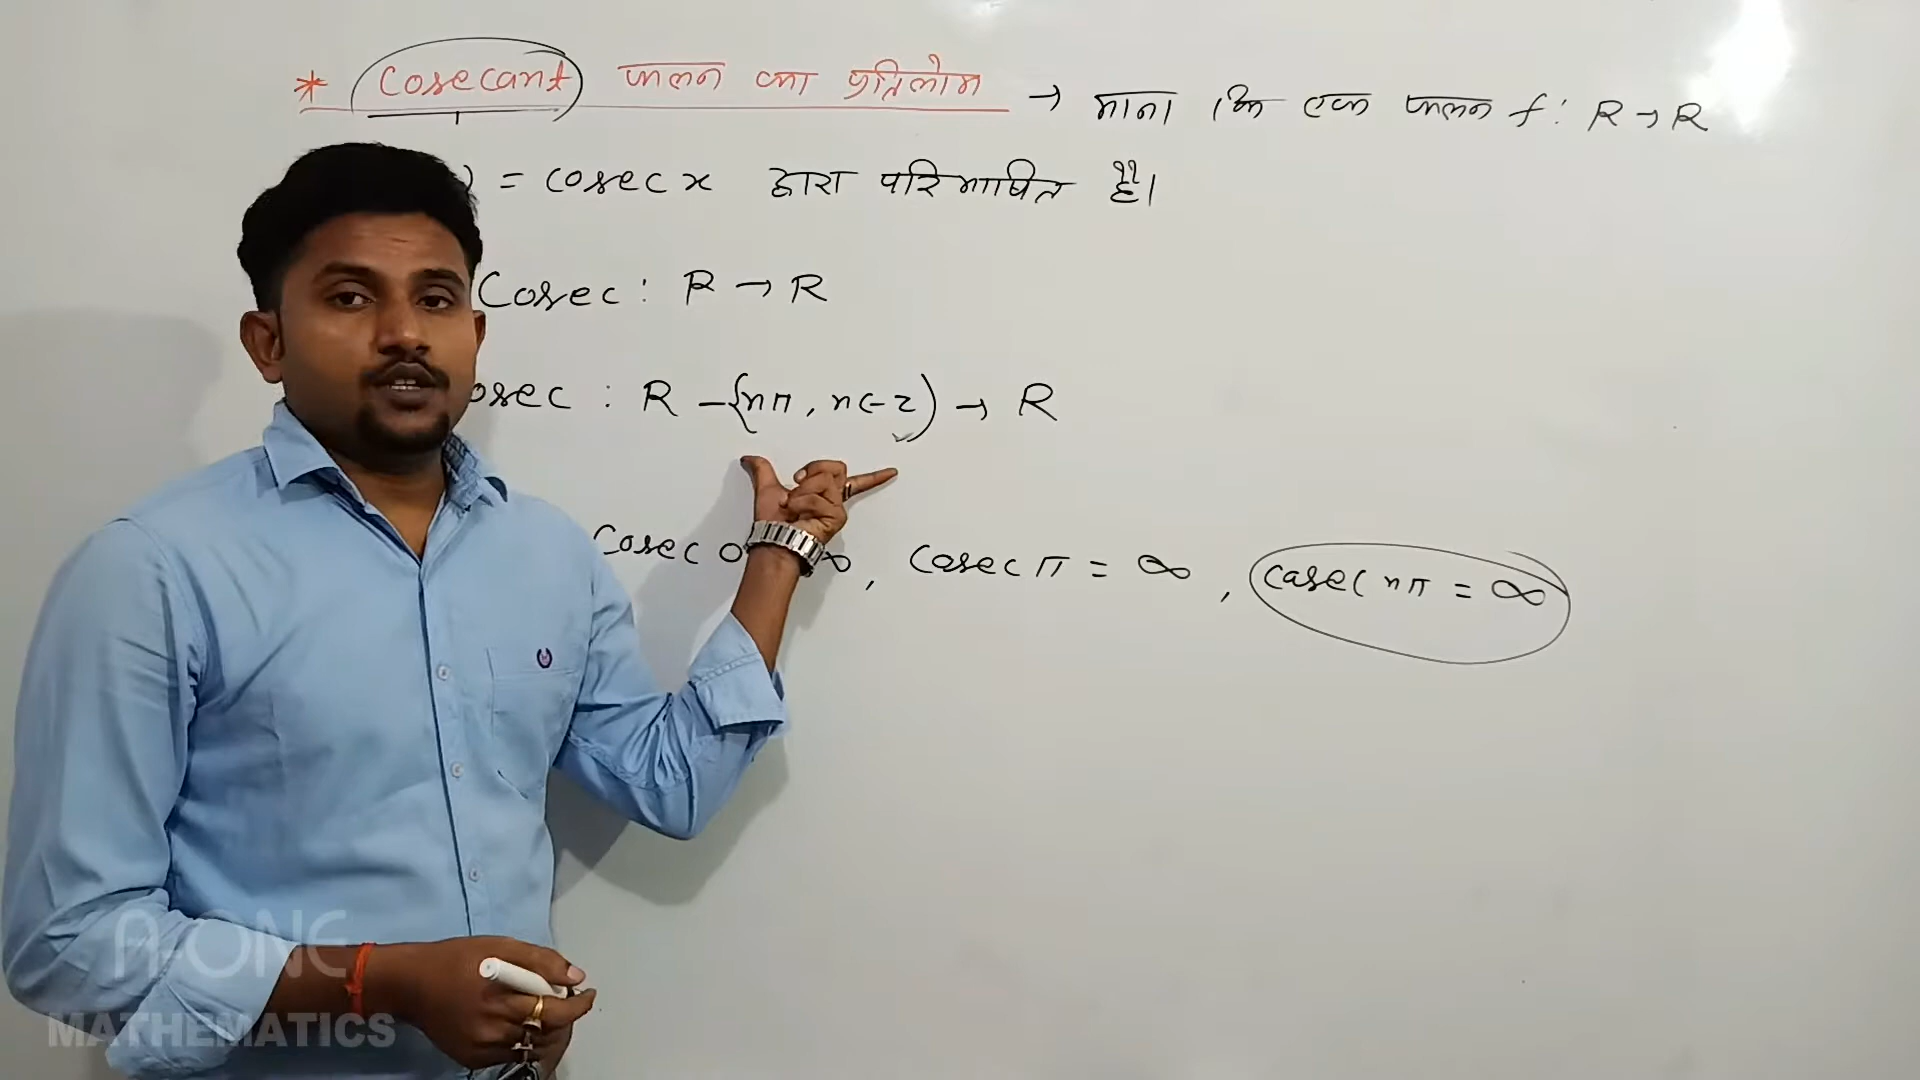 * Cosecant फलन का प्रतिलोम → माना कि एक फलन f: R → R
) = cosec x द्वारा परिभाषित है।
Cosec : R → R
osec : R – {nπ, n∈z) → R
Cosec 0 ∞, Cosec π = ∞, Cosec nπ = ∞
A-ONE
MATHEMATICS